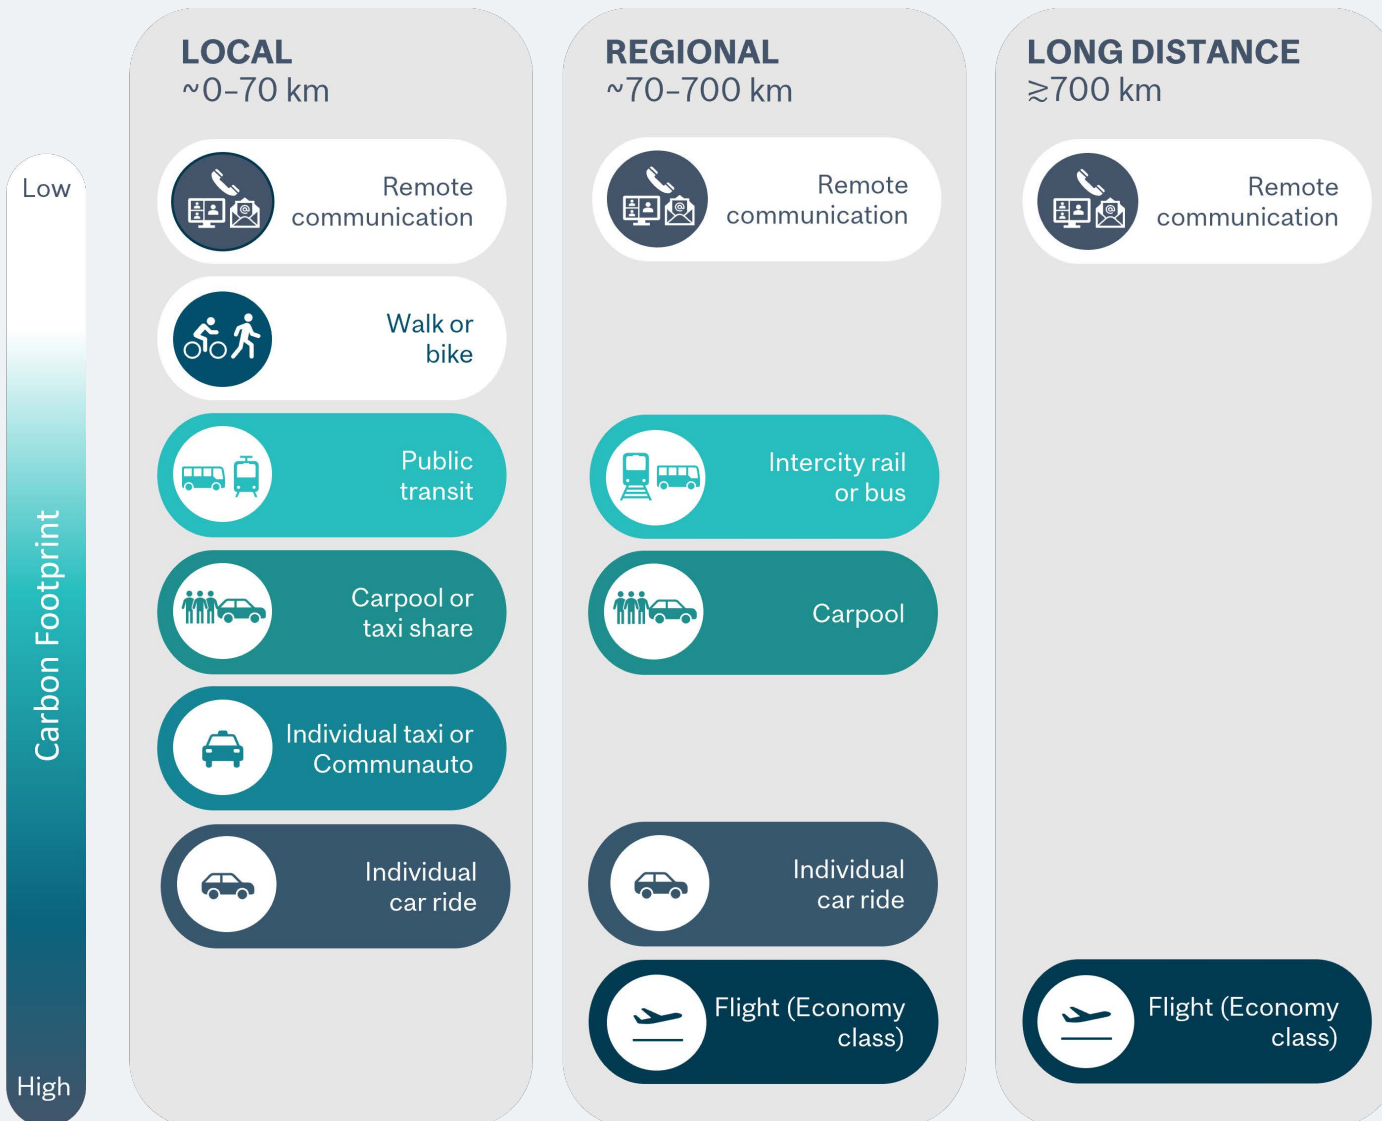 LOCAL
~0–70 km
Remote
communication
Walk or
bike
Public
transit
Carpool or
taxi share
Individual taxi or
Communauto
Individual
car ride
REGIONAL
~70–700 km
Remote
communication
Intercity rail
or bus
Carpool
Individual
car ride
Flight (Economy
class)
LONG DISTANCE
≳700 km
Remote
communication
Flight (Economy
class)
Low
Carbon Footprint
High